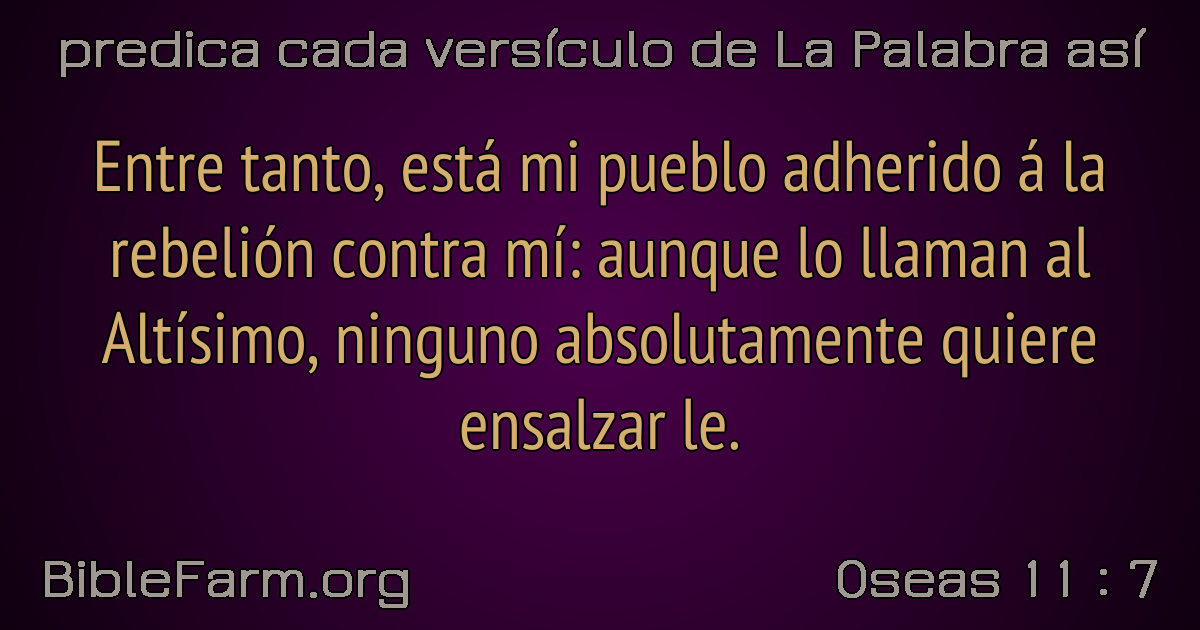 predica cada versículo de La Palabra así
Entre tanto, está mi pueblo adherido á la
rebelión contra mí: aunque lo llaman al
Altísimo, ninguno absolutamente quiere
ensalzar le.
BibleFarm.org
Oseas 11 : 7